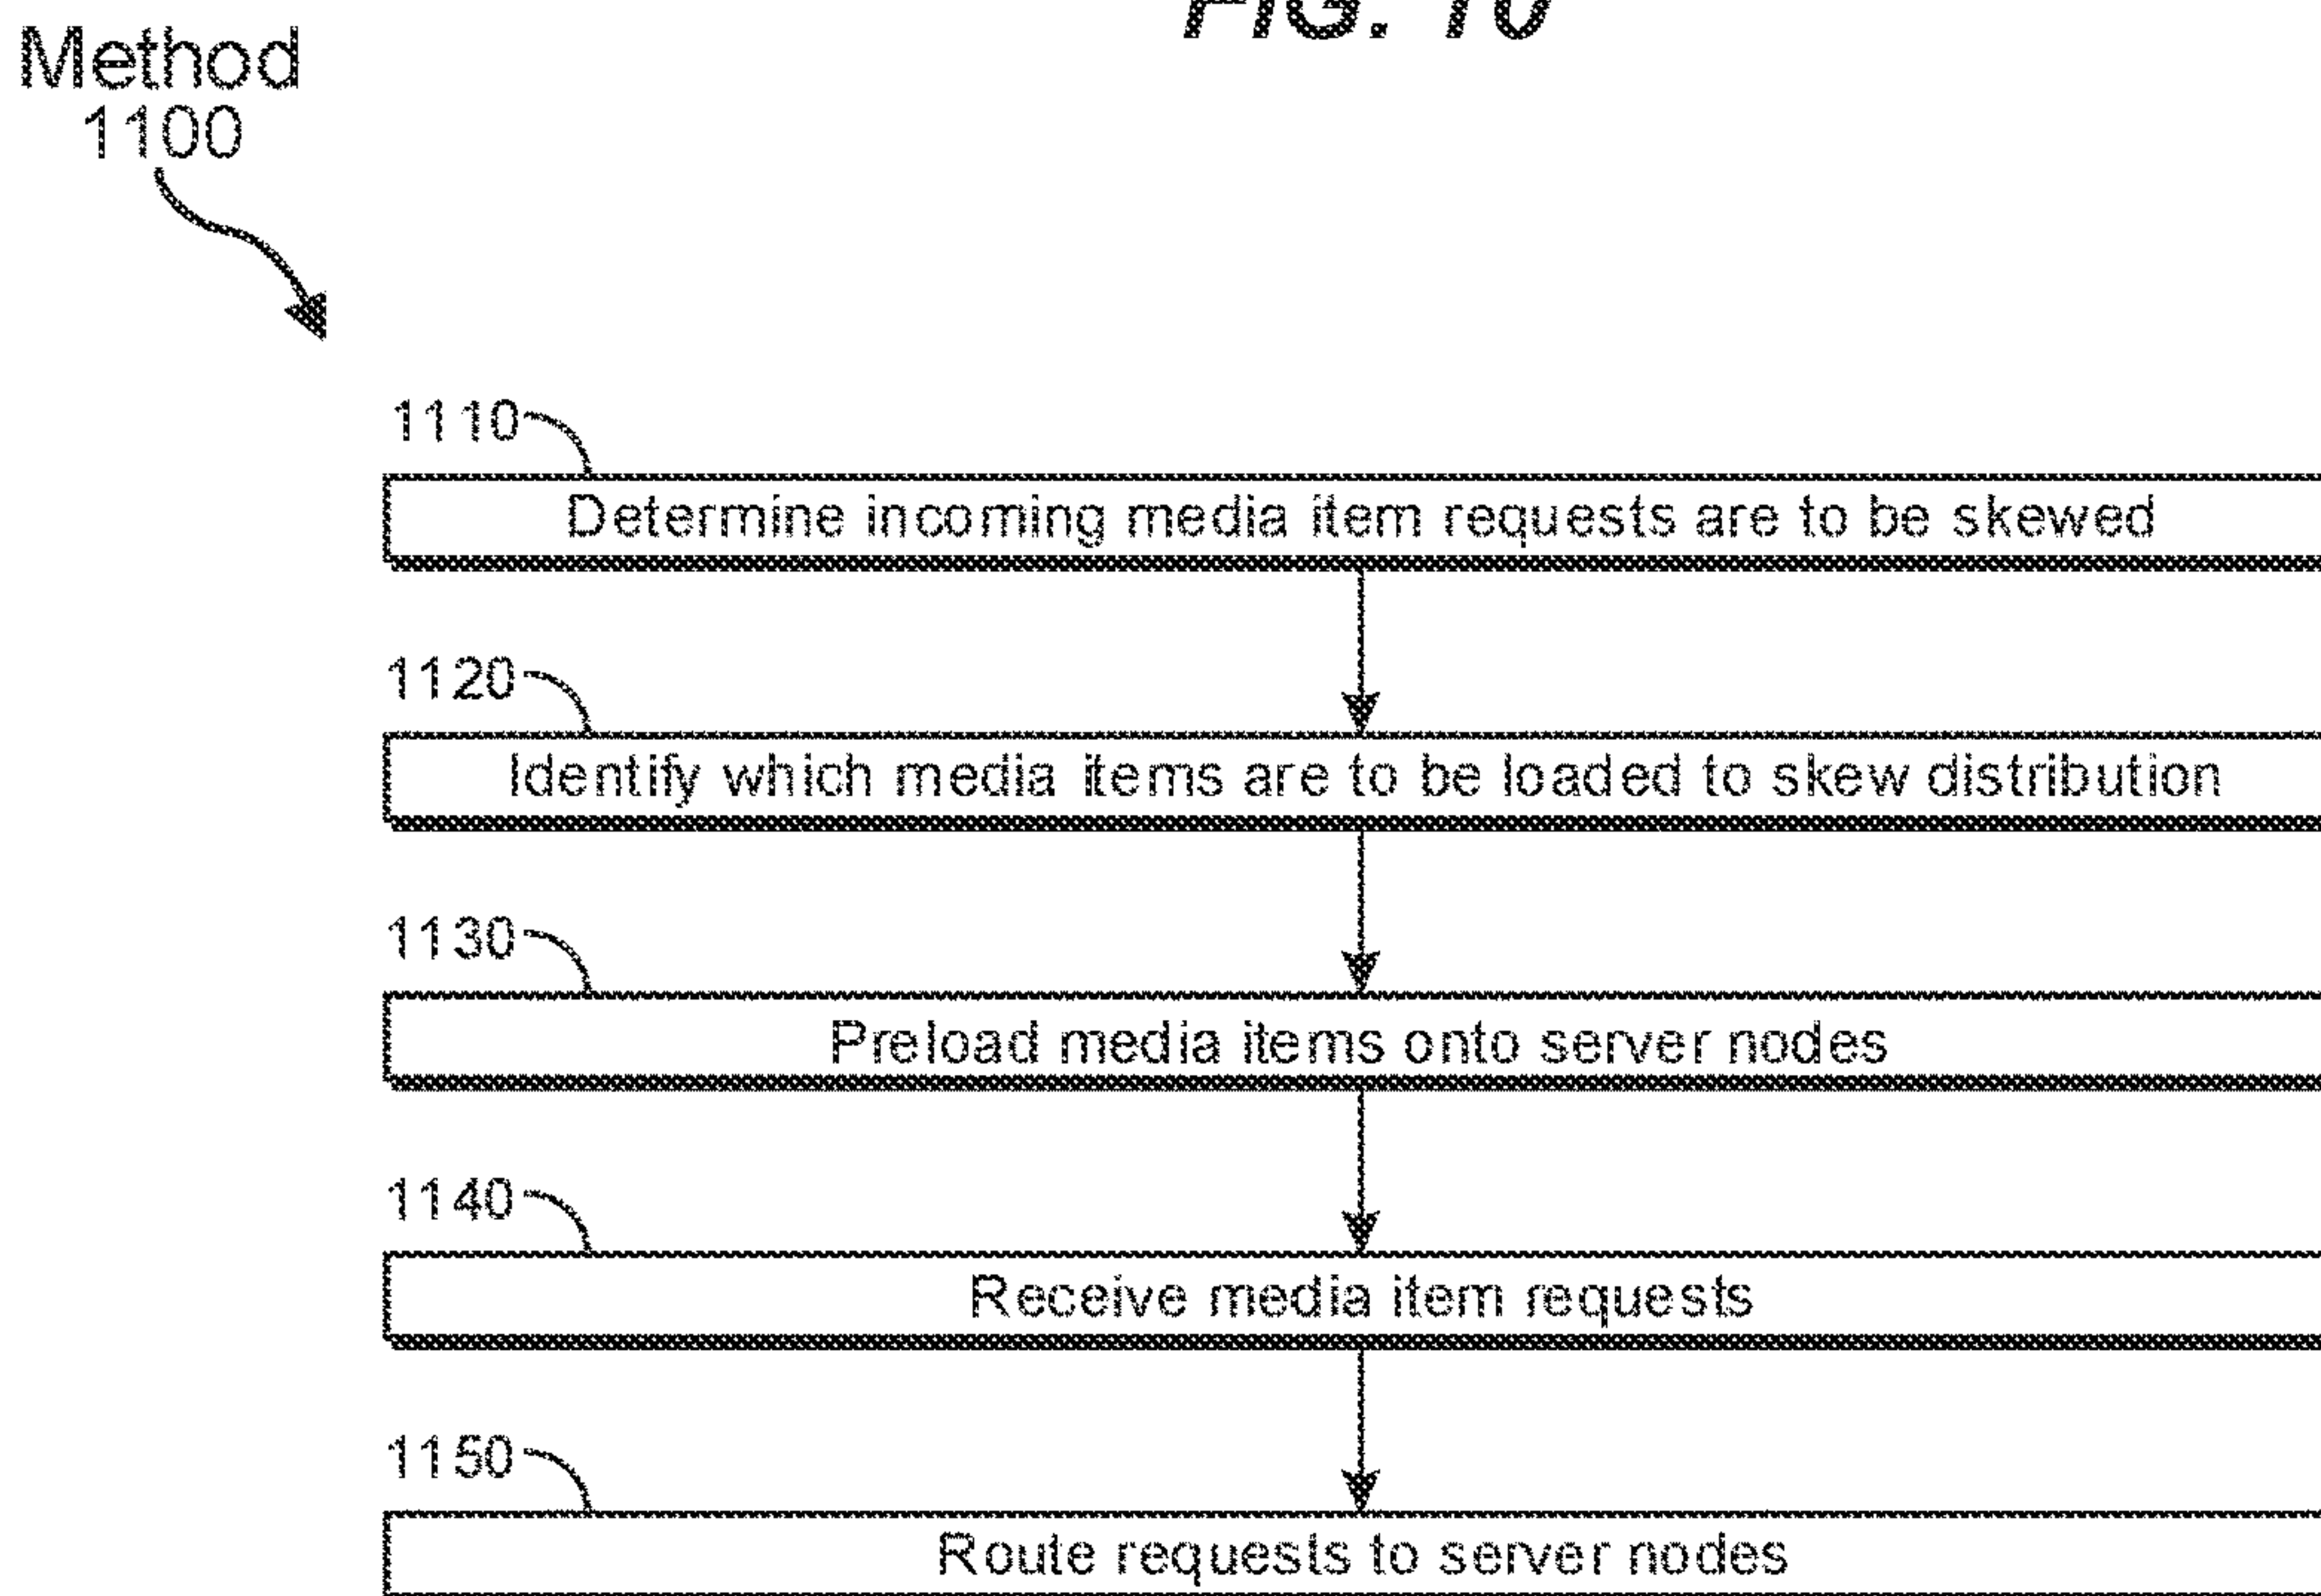 FIG. 10
Method
1100
1110
Determine incoming media item requests are to be skewed
1120
Identify which media items are to be loaded to skew distribution
1130
Preload media items onto server nodes
1140
Receive media item requests
1150
Route requests to server nodes